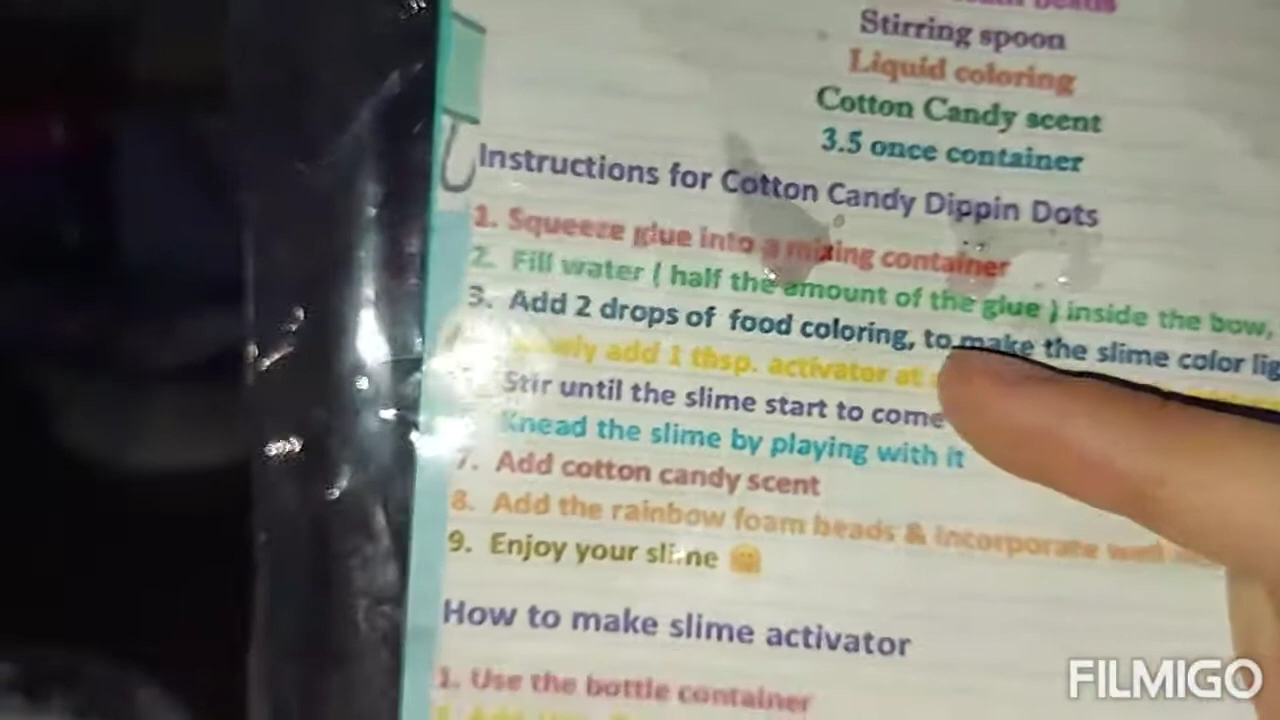 Stirring spoon
Liquid coloring
Cotton Candy scent
3.5 once container
Instructions for Cotton Candy Dippin Dots
1. Squeeze glue into a mixing container
2. Fill water ( half the amount of the glue ) inside the bow,
3. Add 2 drops of food coloring, to make the slime color lig
add 1 tbsp. activator at
Stir until the slime start to come
Knead the slime by playing with it
7. Add cotton candy scent
8. Add the rainbow foam beads & incorporate well
9. Enjoy your slime 🤗
How to make slime activator
1. Use the bottle container
FILMIGO